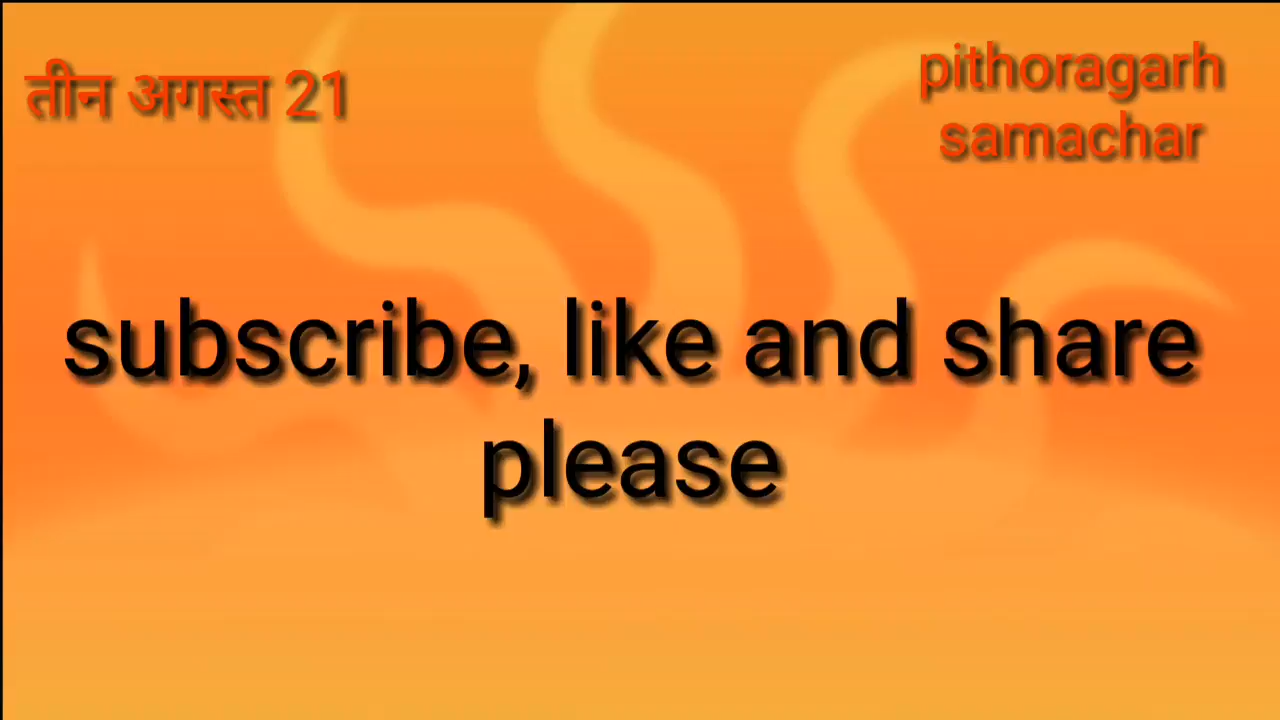 तीन अगस्त 21
pithoragarh
samachar
subscribe, like and share
please